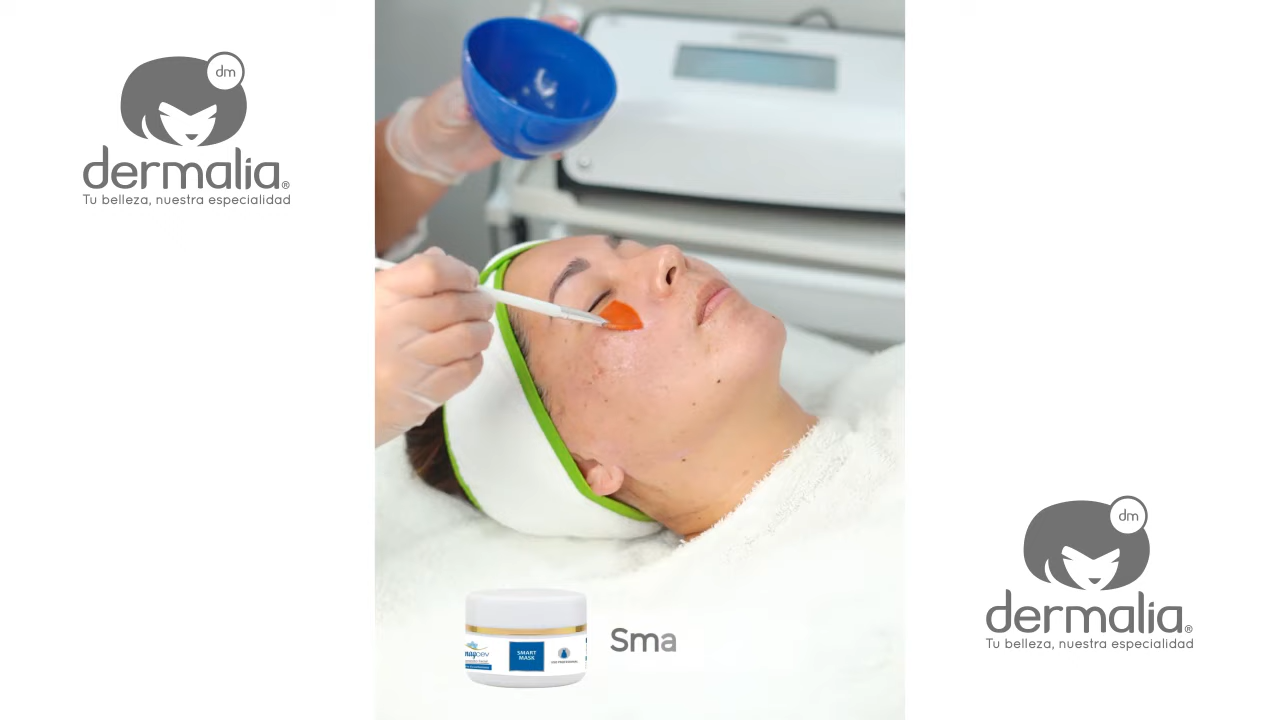 dm
dermalia®
Tu belleza, nuestra especialidad
SMART
MASK
Sma
dm
dermalia®
Tu belleza, nuestra especialidad